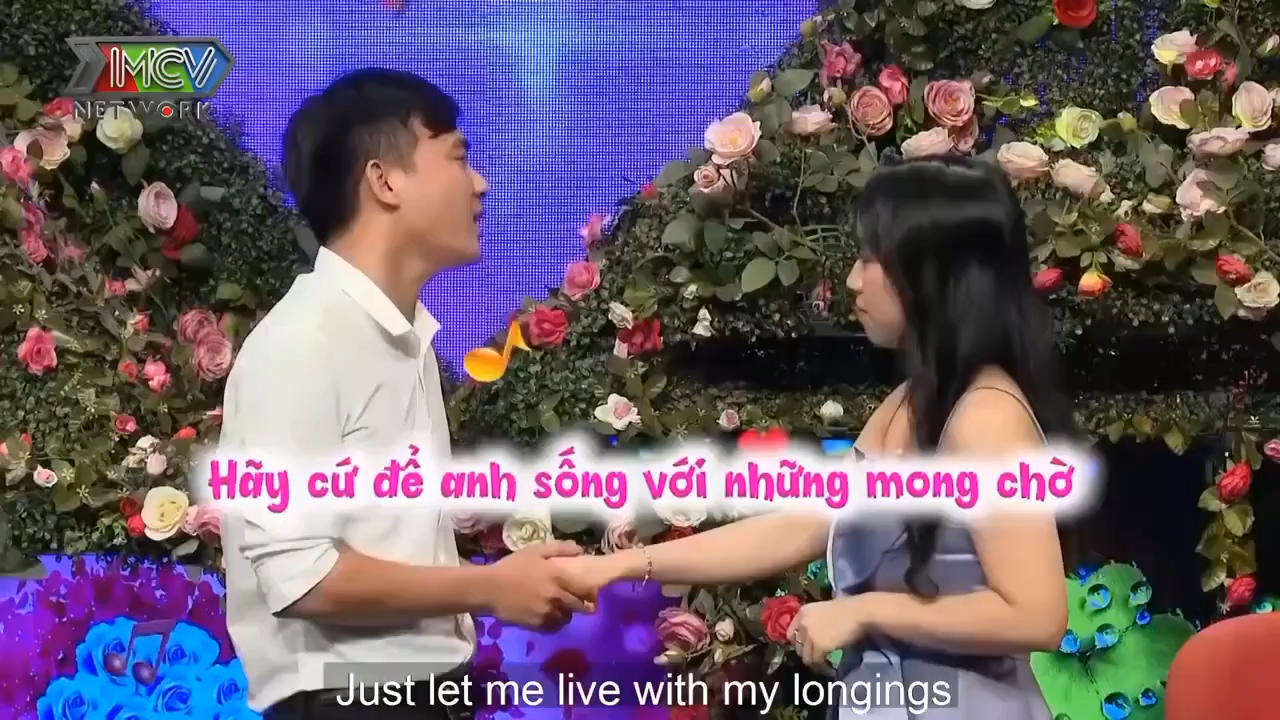 MCV
NETWORK
Hãy cứ để anh sống với những mong chờ
Just let me live with my longings